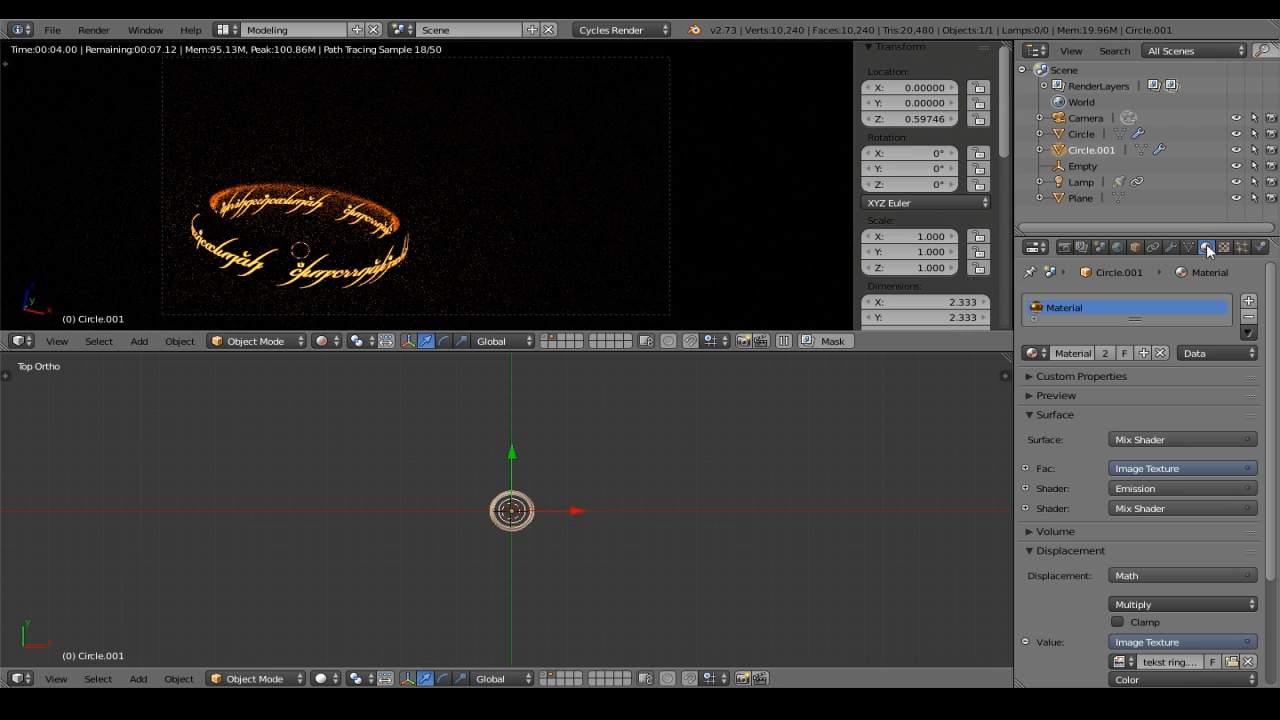 File Render Window Help Modeling Scene Cycles Render v2.73 | Verts:10,240 | Faces:10,240 | Tris:20,480 | Objects:1/1 | Lamps:0/0 | Mem:19.96M | Circle.001
Time:00:04.00 | Remaining:00:07.12 | Mem:95.13M, Peak:100.86M | Path Tracing Sample 18/50
(0) Circle.001
View Select Add Object Object Mode Global Mask
Transform
Location:
X: 0.00000
Y: 0.00000
Z: 0.59746
Rotation:
X: 0°
Y: 0°
Z: 0°
XYZ Euler
Scale:
X: 1.000
Y: 1.000
Z: 1.000
Dimensions:
X: 2.333
Y: 2.333
Top Ortho
(0) Circle.001
View Select Add Object Object Mode Global
View Search All Scenes
Scene
RenderLayers
World
Camera
Circle
Circle.001
Empty
Lamp
Plane
Circle.001 Material
Material
Material 2 F Data
Custom Properties
Preview
Surface
Surface: Mix Shader
Fac: Image Texture
Shader: Emission
Shader: Mix Shader
Volume
Displacement
Displacement: Math
Multiply
Clamp
Value: Image Texture
tekst ring.... F
Color